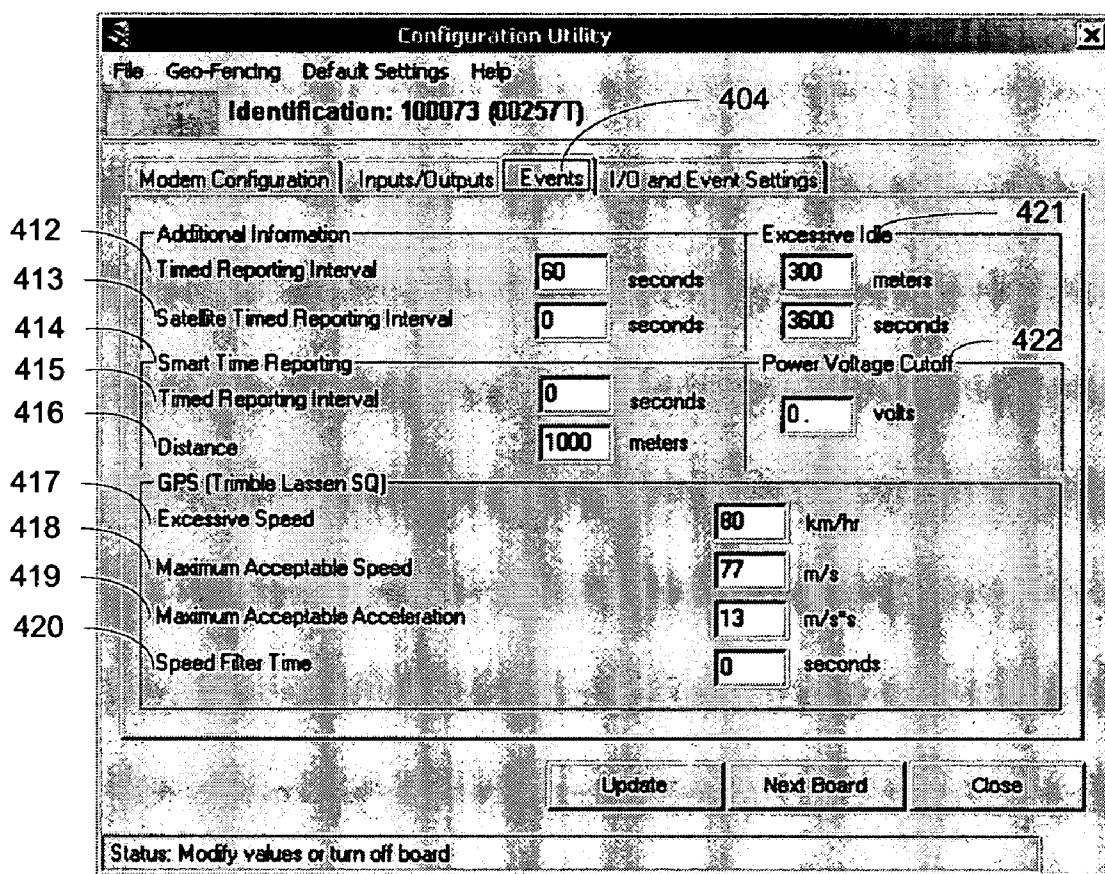 Configuration Utility
File Geo-Fencing Default Settings Help
Identification: 100073 (00257T)
404
Modem Configuration Inputs/Outputs Events I/O and Event Settings
421
412 Additional Information Excessive Idle
Timed Reporting Interval 60 seconds 300 meters
413
Satellite Timed Reporting Interval 0 seconds 3600 seconds
414 422
Smart Time Reporting Power Voltage Cutoff
415
Timed Reporting Interval 0 seconds 0. volts
416
Distance 1000 meters
417 GPS (Trimble Lassen SQ)
Excessive Speed 80 km/hr
418
Maximum Acceptable Speed 77 m/s
419
Maximum Acceptable Acceleration 13 m/s*s
420
Speed Filter Time 0 seconds
Update Next Board Close
Status: Modify values or turn off board